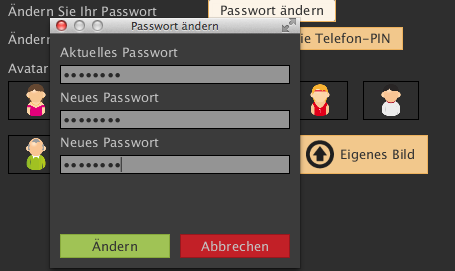 Ändern Sie Ihr Passwort
Passwort ändern
Passwort ändern
Ändern
ie Telefon-PIN
Aktuelles Passwort
Avatar
Neues Passwort
Neues Passwort
Eigenes Bild
Ändern
Abbrechen